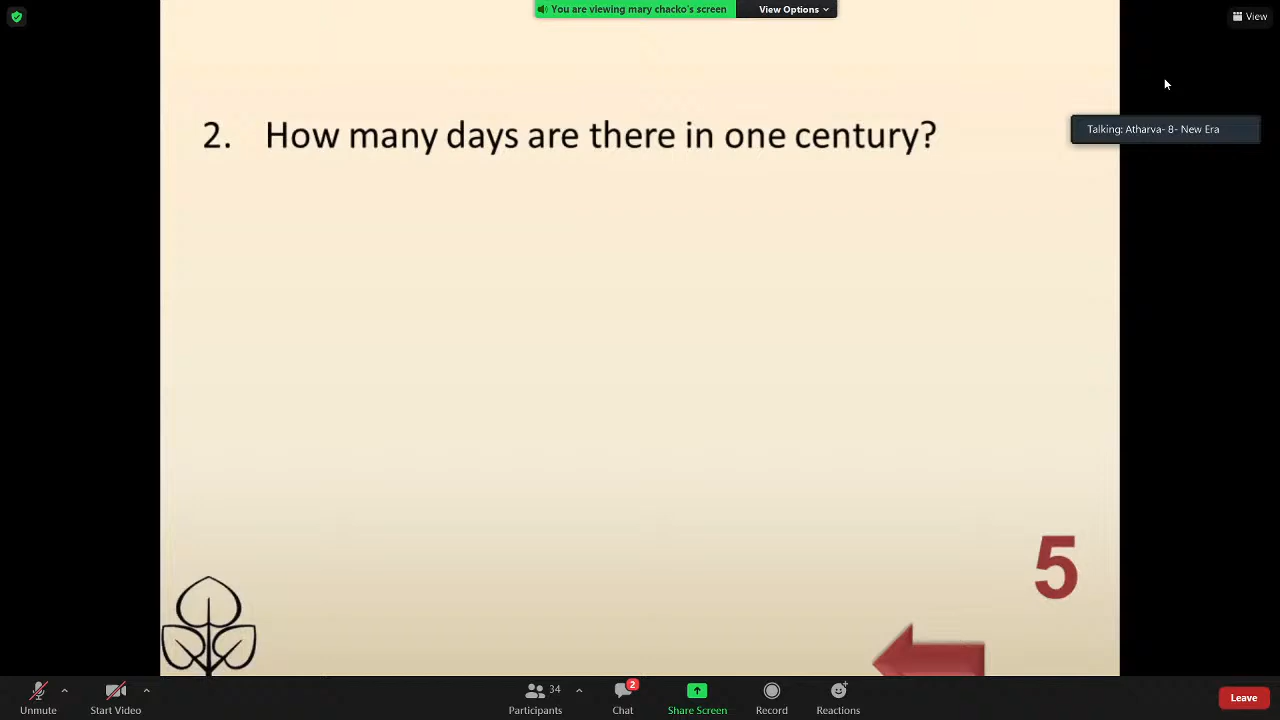 You are viewing mary chacko's screen
View Options
View
2. How many days are there in one century?
Talking: Atharva- 8- New Era
5
Unmute
Start Video
Participants
34
Chat
2
Share Screen
Record
Reactions
Leave